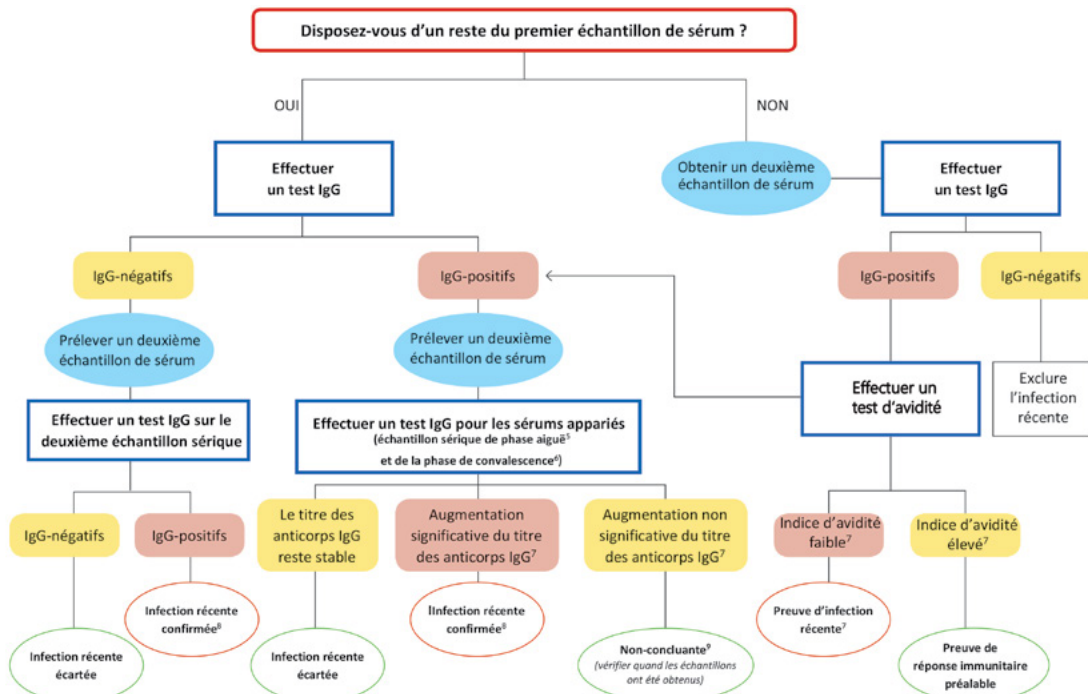 Disposez-vous d'un reste du premier échantillon de sérum ?
OUI
NON
Effectuer
un test IgG
Obtenir un deuxième
échantillon de sérum
Effectuer
un test IgG
IgG-négatifs
IgG-positifs
IgG-positifs
IgG-négatifs
Prélever un deuxième
échantillon de sérum
Prélever un deuxième
échantillon de sérum
Effectuer un
test d'avidité
Exclure
l'infection
récente
Effectuer un test IgG sur le
deuxième échantillon sérique
Effectuer un test IgG pour les sérums appariés
(échantillon sérique de phase aiguë⁵
et de la phase de convalescence⁶)
IgG-négatifs
IgG-positifs
Le titre des
anticorps IgG
reste stable
Augmentation
significative du titre
des anticorps IgG⁷
Augmentation non
significative du titre
des anticorps IgG⁷
Indice d'avidité
faible⁷
Indice d'avidité
élevé⁷
Infection récente
écartée
Infection récente
confirmée⁸
Infection récente
écartée
lInfection récente
confirmée⁸
Non-concluante⁹
(vérifier quand les échantillons
ont été obtenus)
Preuve d'infection
récente⁷
Preuve de
réponse immunitaire
préalable